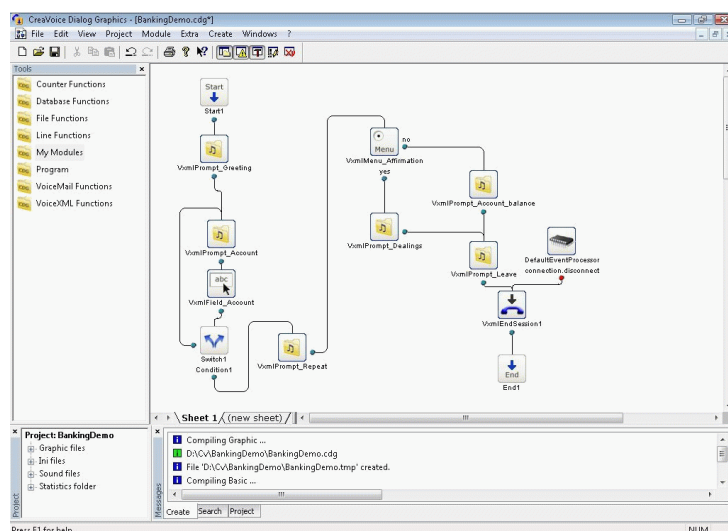 CreaVoice Dialog Graphics - [BankingDemo.cdg*]
File Edit View Project Module Extra Create Windows ?
Tools
Counter Functions
Database Functions
File Functions
Line Functions
My Modules
Program
VoiceMail Functions
VoiceXML Functions
Start
Start1
VxmlPrompt_Greeting
VxmlPrompt_Account
abc
VxmlField_Account
Switch1
Condition1
VxmlPrompt_Repeat
Menu
no
VxmlMenu_Affirmation
yes
VxmlPrompt_Account_balance
VxmlPrompt_Dealings
DefaultEventProcessor
connection.disconnect
VxmlPrompt_Leave
VxmlEndSession1
End
End1
Sheet 1 (new sheet)
Project: BankingDemo
Graphic files
Ini files
Sound files
Statistics folder
Project
Messages
Compiling Graphic ...
D:\Cv\BankingDemo\BankingDemo.cdg
File 'D:\Cv\BankingDemo\BankingDemo.tmp' created.
Compiling Basic ...
Create Search Project
Press F1 for help
NUM